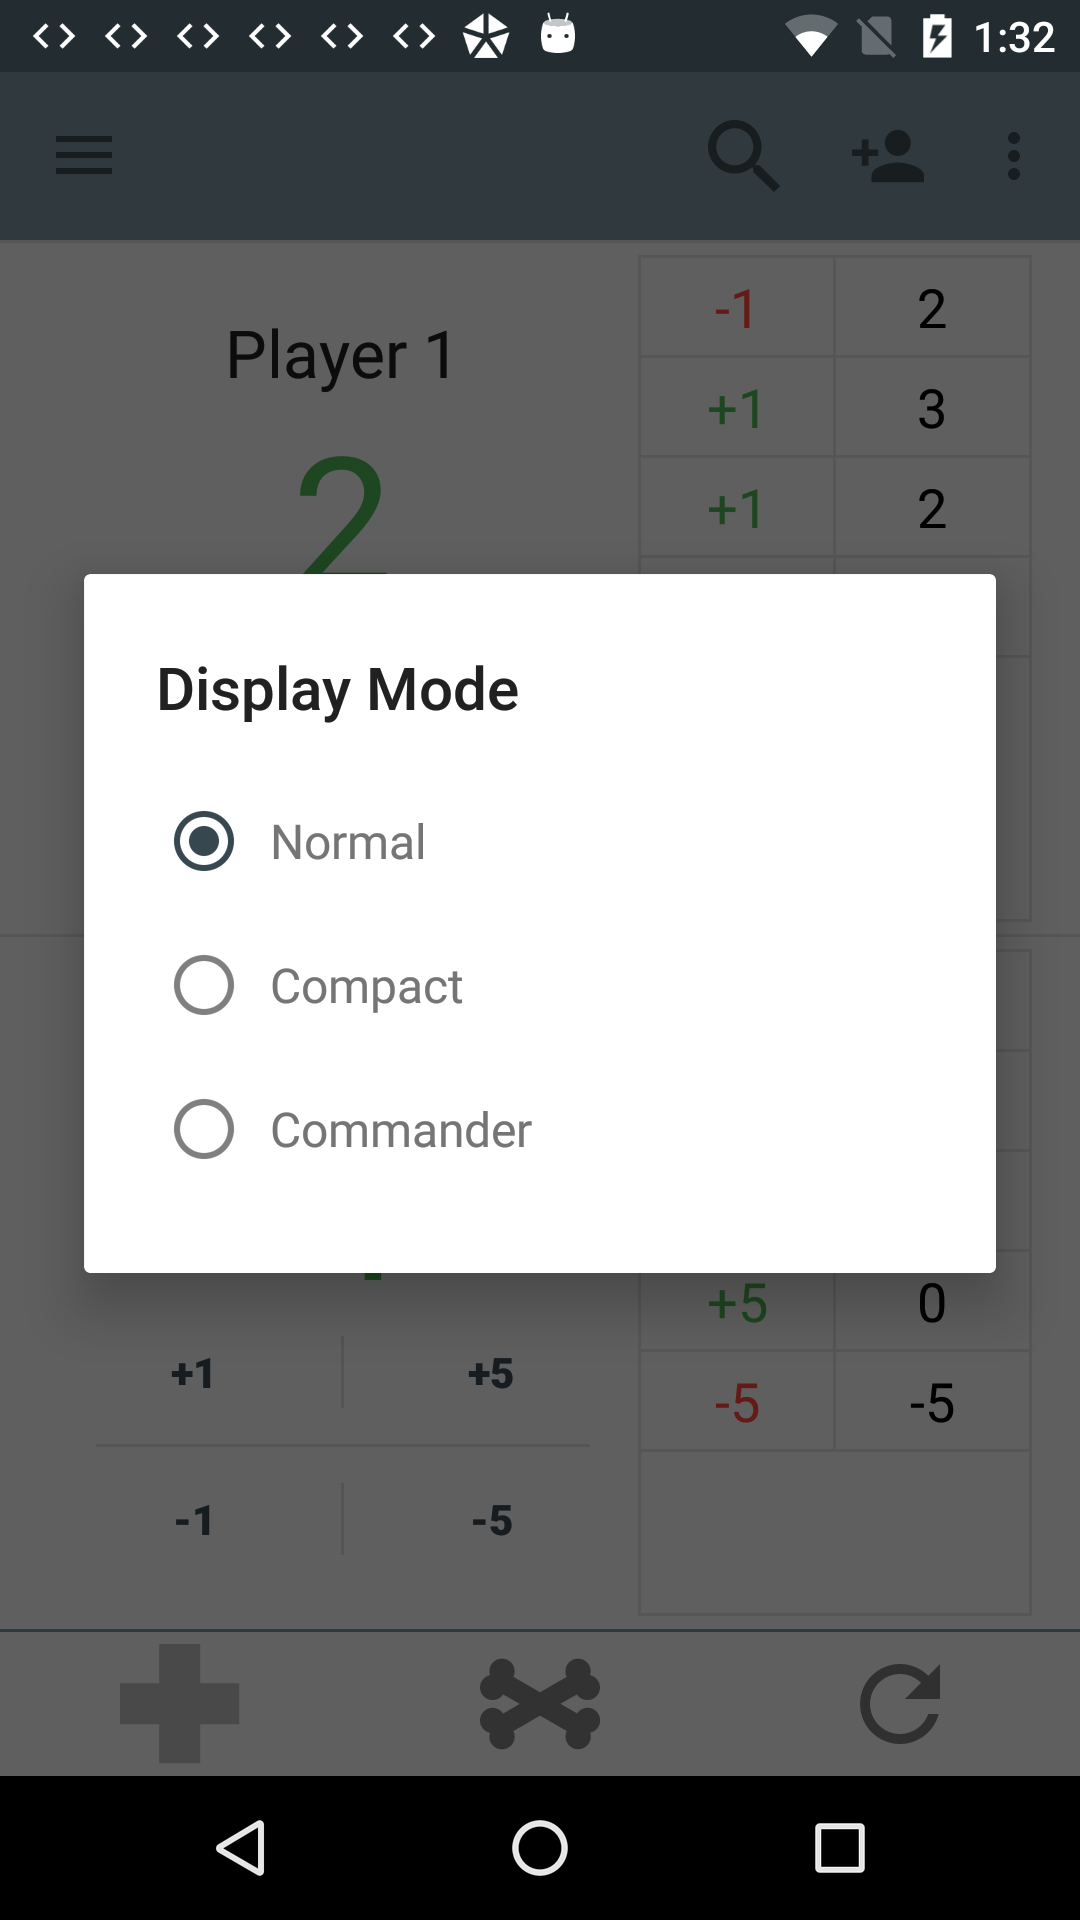 1:32
Player 1
2
-1 2
+1 3
+1 2
Display Mode
Normal
Compact
Commander
+5 0
-5 -5
+1 +5
-1 -5